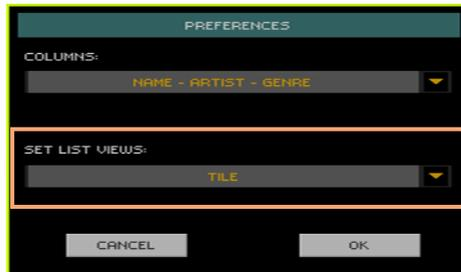 PREFERENCES
COLUMNS:
NAME - ARTIST - GENRE
SET LIST VIEWS:
TILE
CANCEL
OK